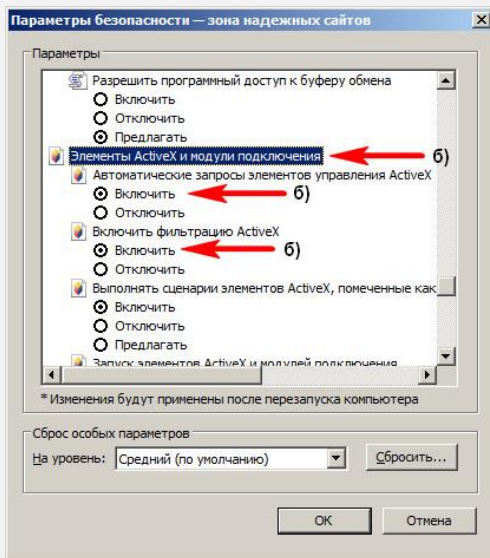 Параметры безопасности — зона надежных сайтов
Параметры
Разрешить программный доступ к буферу обмена
Включить
Отключить
Предлагать
Элементы ActiveX и модули подключения б)
Автоматические запросы элементов управления ActiveX
Включить б)
Отключить
Включить фильтрацию ActiveX
Включить б)
Отключить
Выполнять сценарии элементов ActiveX, помеченные как
Включить
Отключить
Предлагать
Запуск элементов ActiveX и модулей подключения
* Изменения будут применены после перезапуска компьютера
Сброс особых параметров
На уровень: Средний (по умолчанию) Сбросить...
ОК Отмена